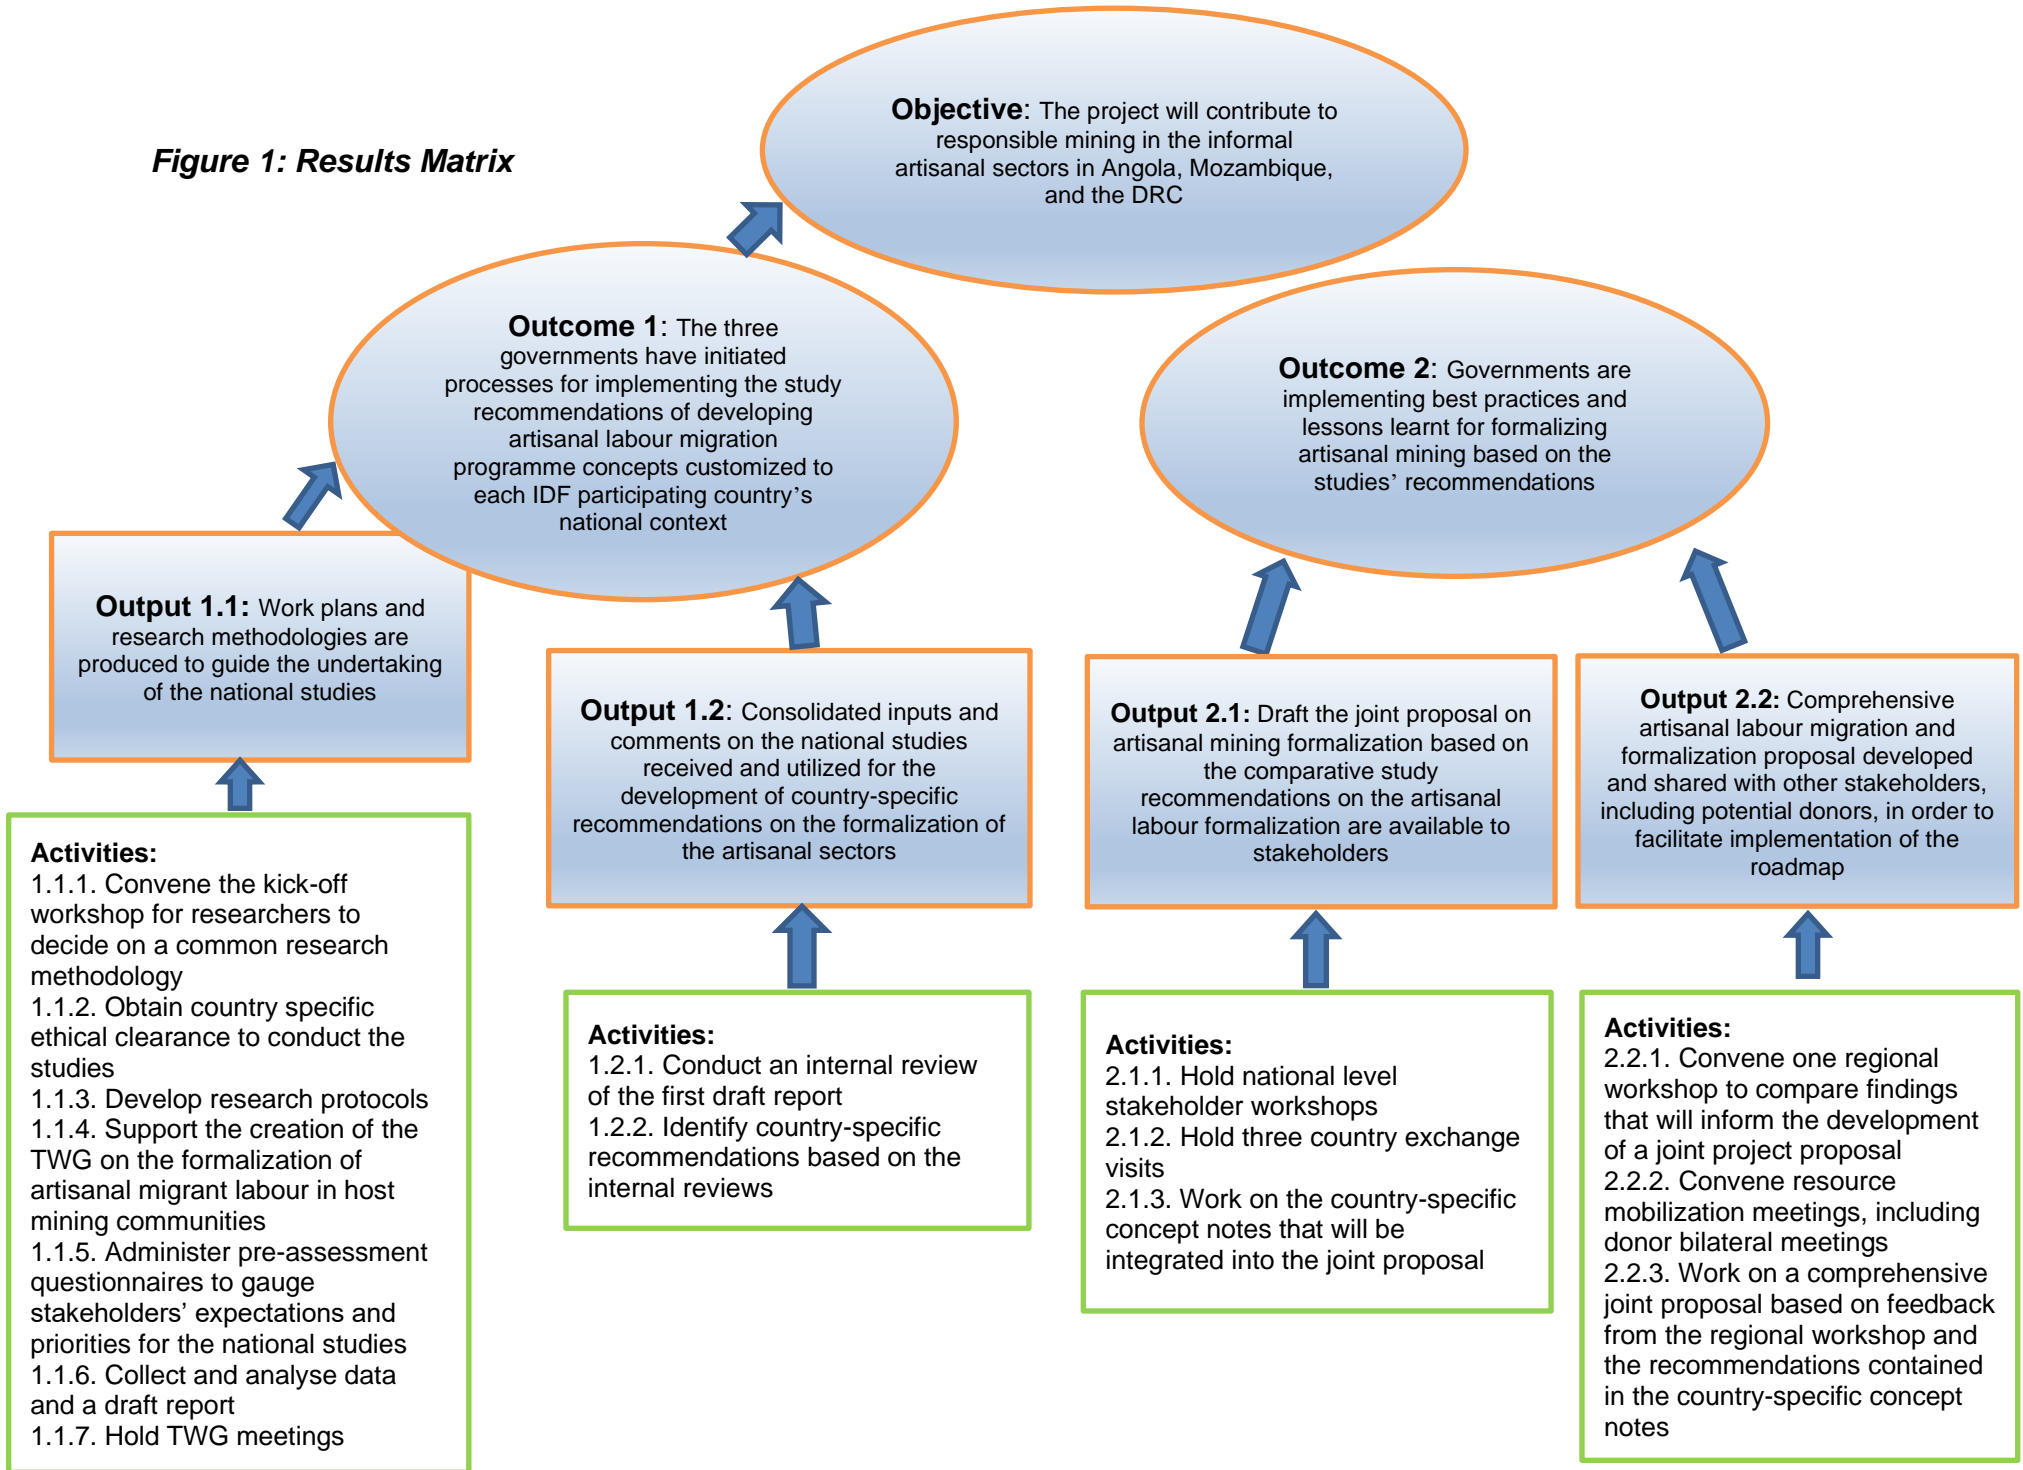 Figure 1: Results Matrix
Objective: The project will contribute to
responsible mining in the informal
artisanal sectors in Angola, Mozambique,
and the DRC
Outcome 1: The three
governments have initiated
processes for implementing the study
recommendations of developing
artisanal labour migration
programme concepts customized to
each IDF participating country's
national context
Outcome 2: Governments are
implementing best practices and
lessons learnt for formalizing
artisanal mining based on the
studies' recommendations
Output 1.1: Work plans and
research methodologies are
produced to guide the undertaking
of the national studies
Output 1.2: Consolidated inputs and
comments on the national studies
received and utilized for the
development of country-specific
recommendations on the formalization of
the artisanal sectors
Output 2.1: Draft the joint proposal on
artisanal mining formalization based on
the comparative study
recommendations on the artisanal
labour formalization are available to
stakeholders
Output 2.2: Comprehensive
artisanal labour migration and
formalization proposal developed
and shared with other stakeholders,
including potential donors, in order to
facilitate implementation of the
roadmap
Activities:
1.1.1. Convene the kick-off
workshop for researchers to
decide on a common research
methodology
1.1.2. Obtain country specific
ethical clearance to conduct the
studies
1.1.3. Develop research protocols
1.1.4. Support the creation of the
TWG on the formalization of
artisanal migrant labour in host
mining communities
1.1.5. Administer pre-assessment
questionnaires to gauge
stakeholders' expectations and
priorities for the national studies
1.1.6. Collect and analyse data
and a draft report
1.1.7. Hold TWG meetings
Activities:
1.2.1. Conduct an internal review
of the first draft report
1.2.2. Identify country-specific
recommendations based on the
internal reviews
Activities:
2.1.1. Hold national level
stakeholder workshops
2.1.2. Hold three country exchange
visits
2.1.3. Work on the country-specific
concept notes that will be
integrated into the joint proposal
Activities:
2.2.1. Convene one regional
workshop to compare findings
that will inform the development
of a joint project proposal
2.2.2. Convene resource
mobilization meetings, including
donor bilateral meetings
2.2.3. Work on a comprehensive
joint proposal based on feedback
from the regional workshop and
the recommendations contained
in the country-specific concept
notes